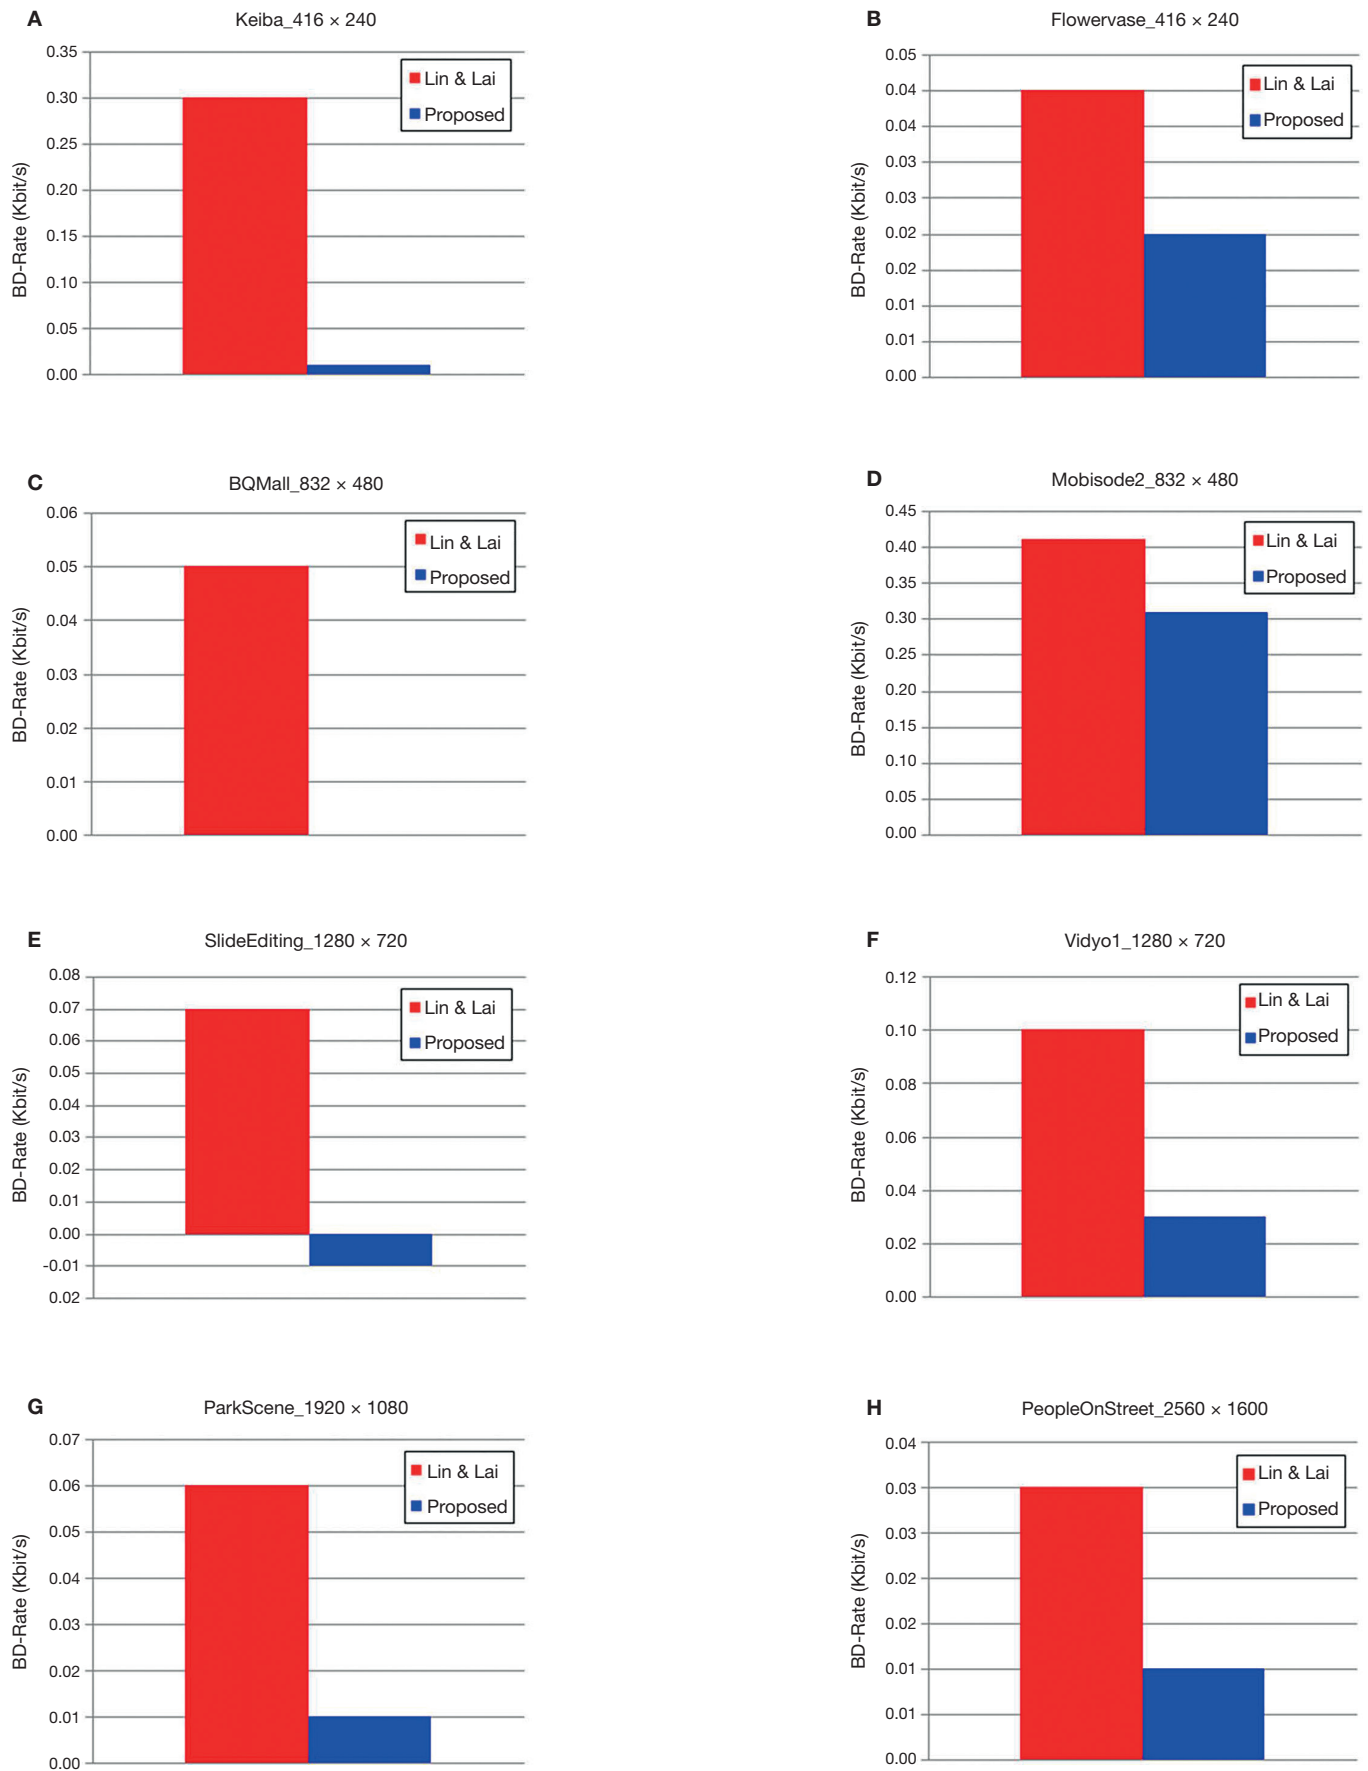 A
Keiba_416 × 240
0.35
0.30
0.25
0.20
0.15
0.10
0.05
0.00
BD-Rate (Kbit/s)
Lin & Lai
Proposed
B
Flowervase_416 × 240
0.05
0.04
0.04
0.03
0.03
0.02
0.02
0.01
0.01
0.00
BD-Rate (Kbit/s)
Lin & Lai
Proposed
C
BQMall_832 × 480
0.06
0.05
0.04
0.03
0.02
0.01
0.00
BD-Rate (Kbit/s)
Lin & Lai
Proposed
D
Mobisode2_832 × 480
0.45
0.40
0.35
0.30
0.25
0.20
0.15
0.10
0.05
0.00
BD-Rate (Kbit/s)
Lin & Lai
Proposed
E
SlideEditing_1280 × 720
0.08
0.07
0.06
0.05
0.04
0.03
0.02
0.01
0.00
-0.01
0.02
BD-Rate (Kbit/s)
Lin & Lai
Proposed
F
Vidyo1_1280 × 720
0.12
0.10
0.08
0.06
0.04
0.02
0.00
BD-Rate (Kbit/s)
Lin & Lai
Proposed
G
ParkScene_1920 × 1080
0.07
0.06
0.05
0.04
0.03
0.02
0.01
0.00
BD-Rate (Kbit/s)
Lin & Lai
Proposed
H
PeopleOnStreet_2560 × 1600
0.04
0.03
0.03
0.02
0.02
0.01
0.01
0.00
BD-Rate (Kbit/s)
Lin & Lai
Proposed